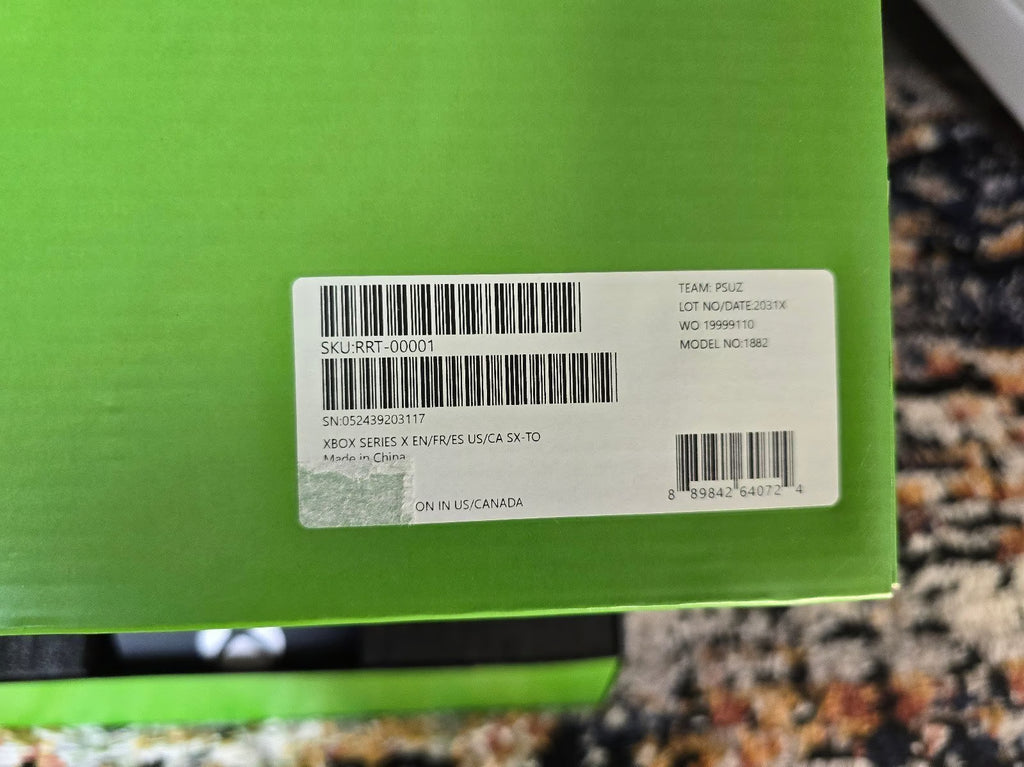 SKU:RRT-00001
SN:052439203117
XBOX SERIES X EN/FR/ES US/CA SX-TO
Made in China
ON IN US/CANADA
TEAM: PSUZ
LOT NO/DATE:2031X
WO 19999110
MODEL NO:1882
8 89842 64072 4